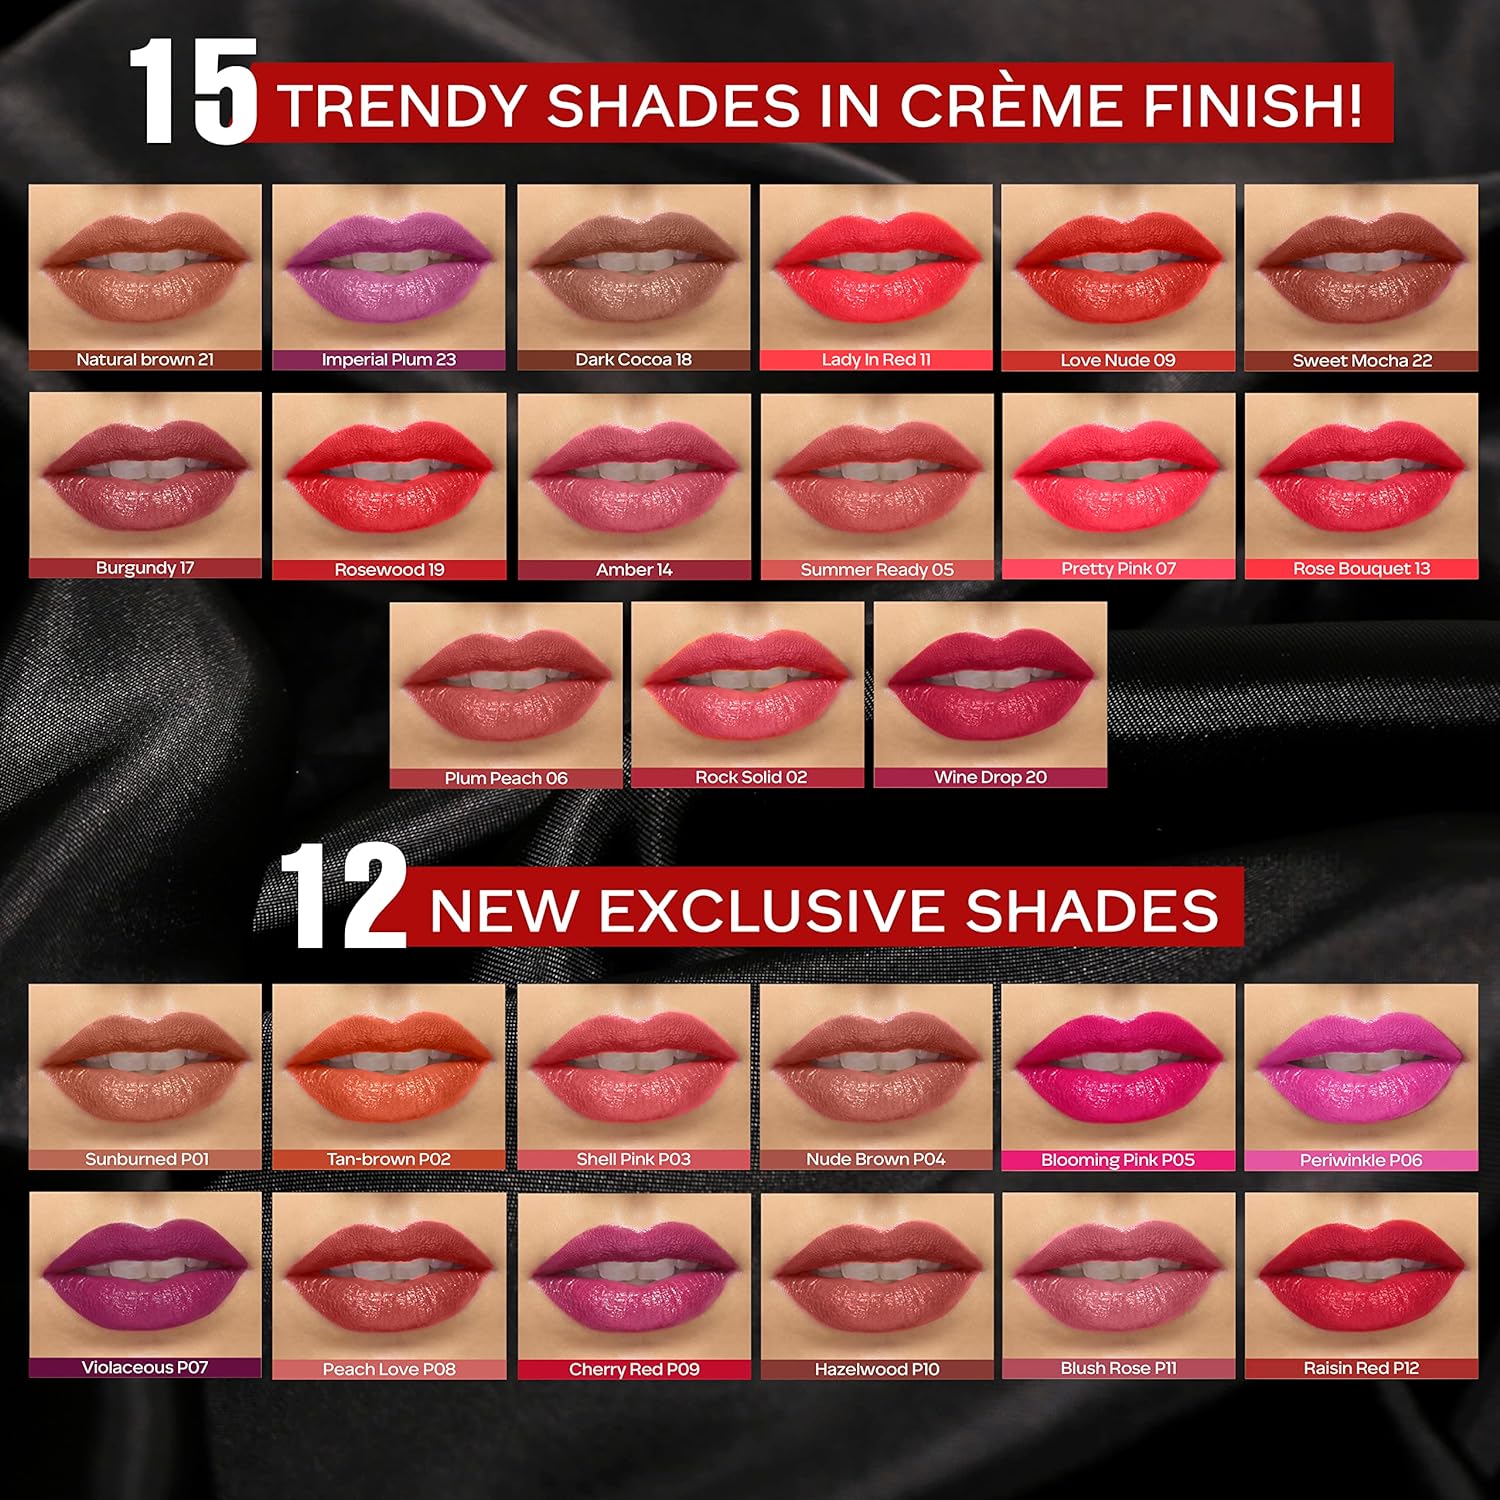 15 TRENDY SHADES IN CRÈME FINISH!
Natural brown 21
Imperial Plum 23
Dark Cocoa 18
Lady In Red 11
Love Nude 09
Sweet Mocha 22
Burgundy 17
Rosewood 19
Amber 14
Summer Ready 05
Pretty Pink 07
Rose Bouquet 13
Plum Peach 06
Rock Solid 02
Wine Drop 20
12 NEW EXCLUSIVE SHADES
Sunburned P01
Tan-brown P02
Shell Pink P03
Nude Brown P04
Blooming Pink P05
Periwinkle P06
Violaceous P07
Peach Love P08
Cherry Red P09
Hazelwood P10
Blush Rose P11
Raisin Red P12